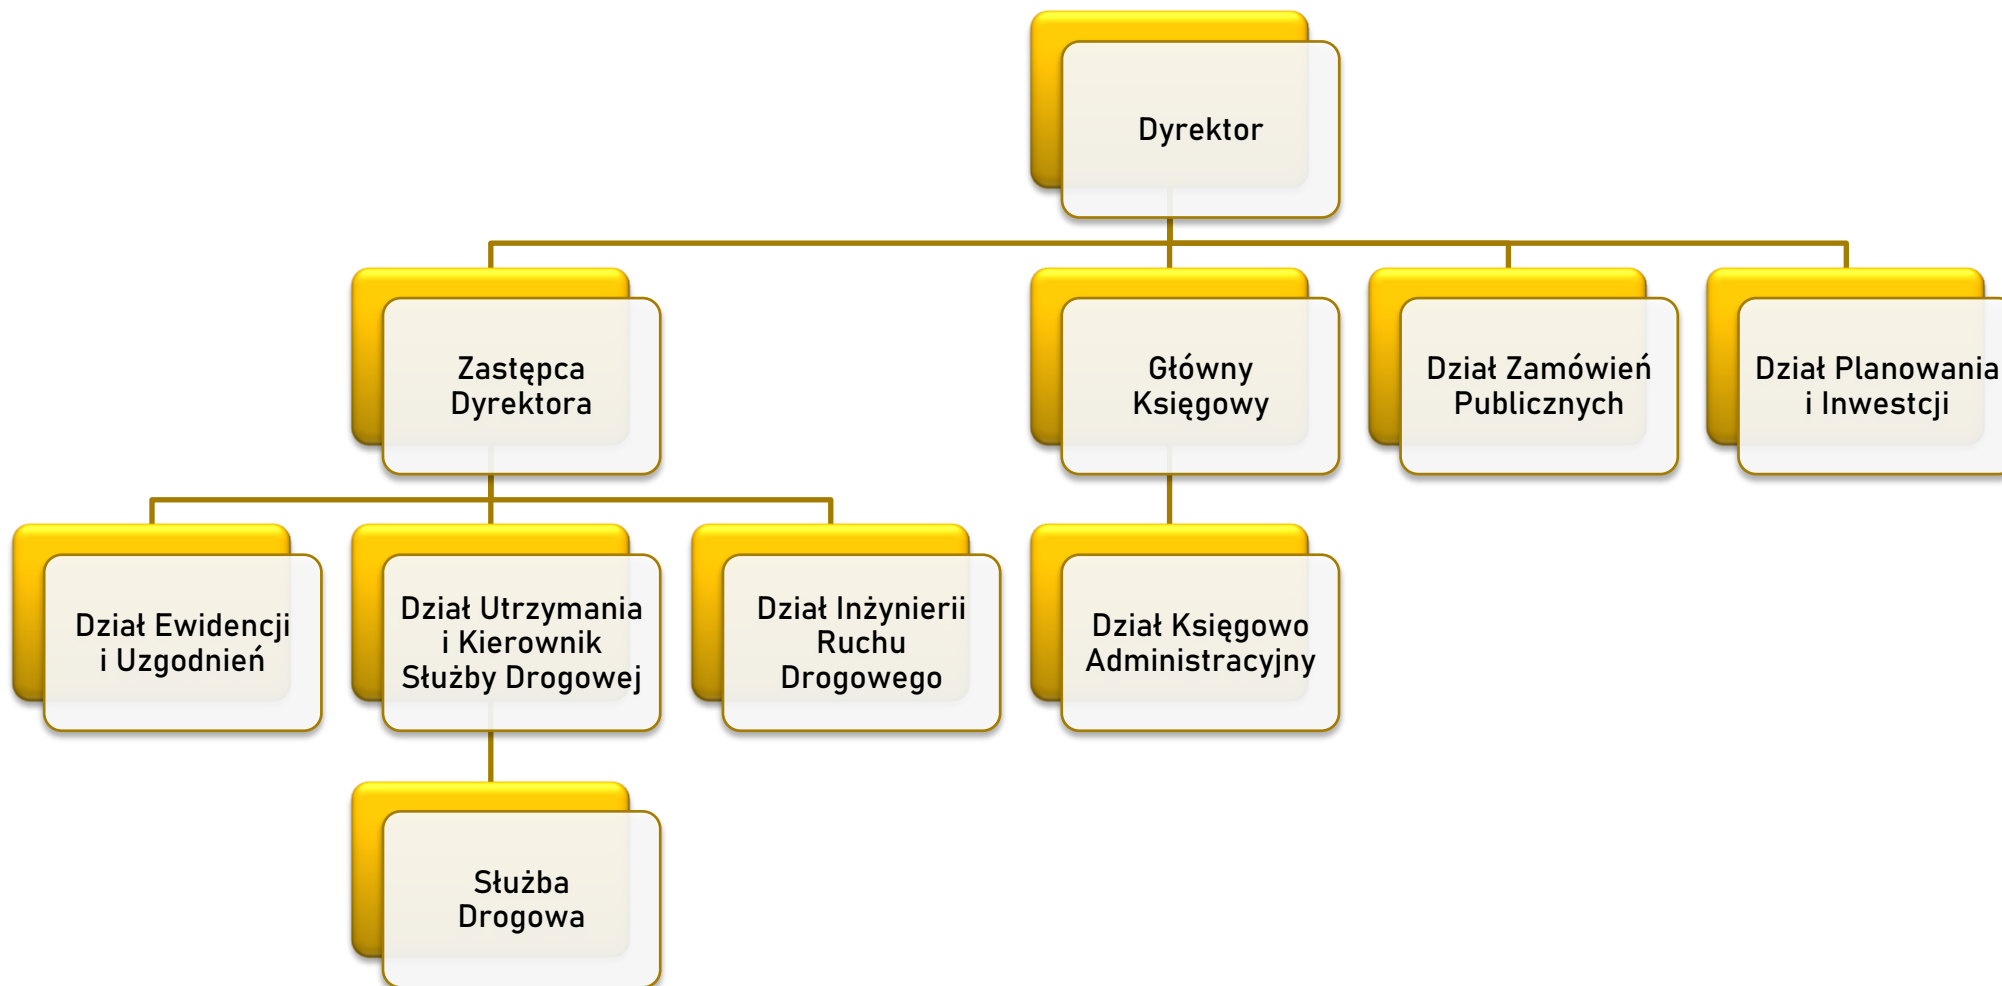 Dyrektor
Zastępca
Dyrektora
Główny
Księgowy
Dział Zamówień
Publicznych
Dział Planowania
i Inwestcji
Dział Ewidencji
i Uzgodnień
Dział Utrzymania
i Kierownik
Służby Drogowej
Dział Inżynierii
Ruchu
Drogowego
Dział Księgowo
Administracyjny
Służba
Drogowa